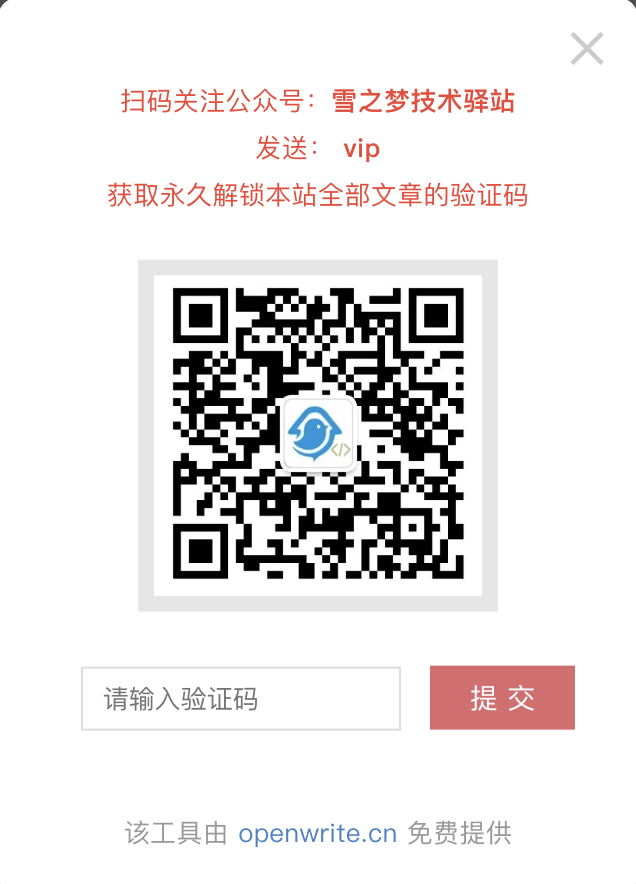 扫码关注公众号：雪之梦技术驿站
发送： vip
获取永久解锁本站全部文章的验证码
</>
请输入验证码
提 交
该工具由 openwrite.cn 免费提供